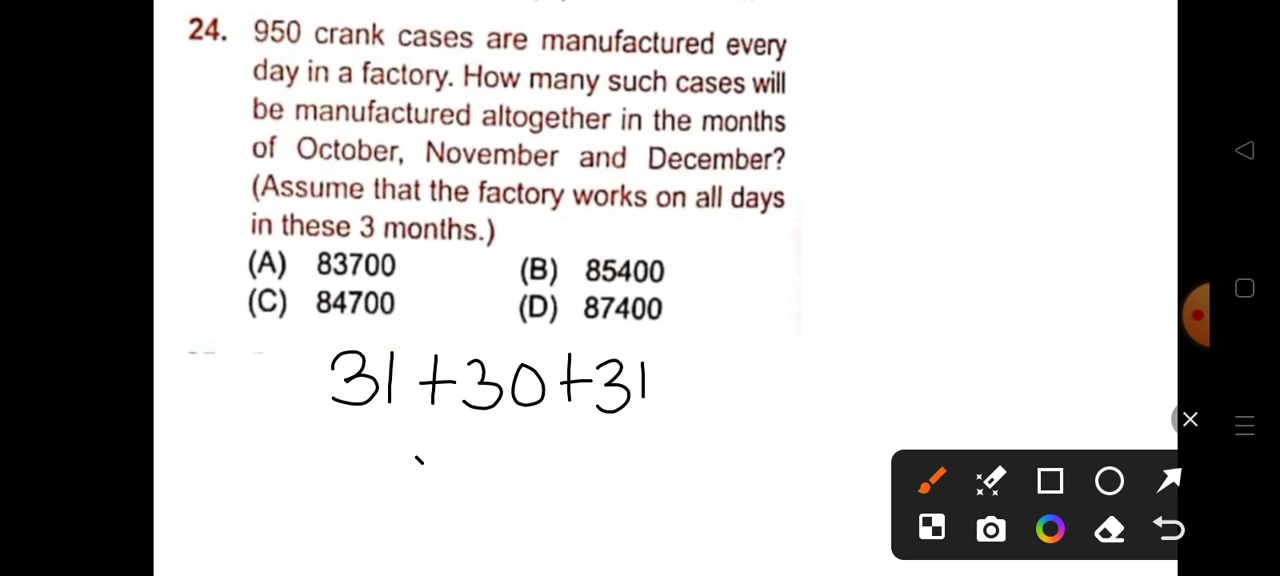 24. 950 crank cases are manufactured every
day in a factory. How many such cases will
be manufactured altogether in the months
of October, November and December?
(Assume that the factory works on all days
in these 3 months.)
(A) 83700 (B) 85400
(C) 84700 (D) 87400
31+30+31